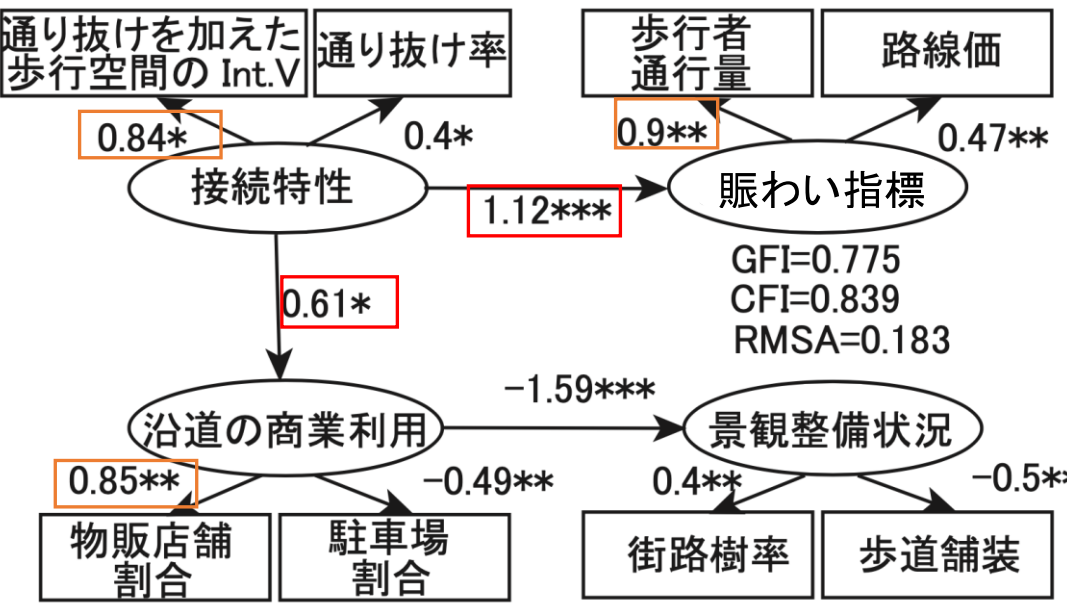 通り抜けを加えた
歩行空間の Int.V
通り抜け率
歩行者
通行量
路線価
0.84*
0.4*
0.9**
0.47**
接続特性
1.12***
賑わい指標
GFI=0.775
CFI=0.839
RMSA=0.183
0.61*
-1.59***
沿道の商業利用
景観整備状況
0.85**
-0.49**
0.4**
-0.5**
物販店舗
割合
駐車場
割合
街路樹率
歩道舗装